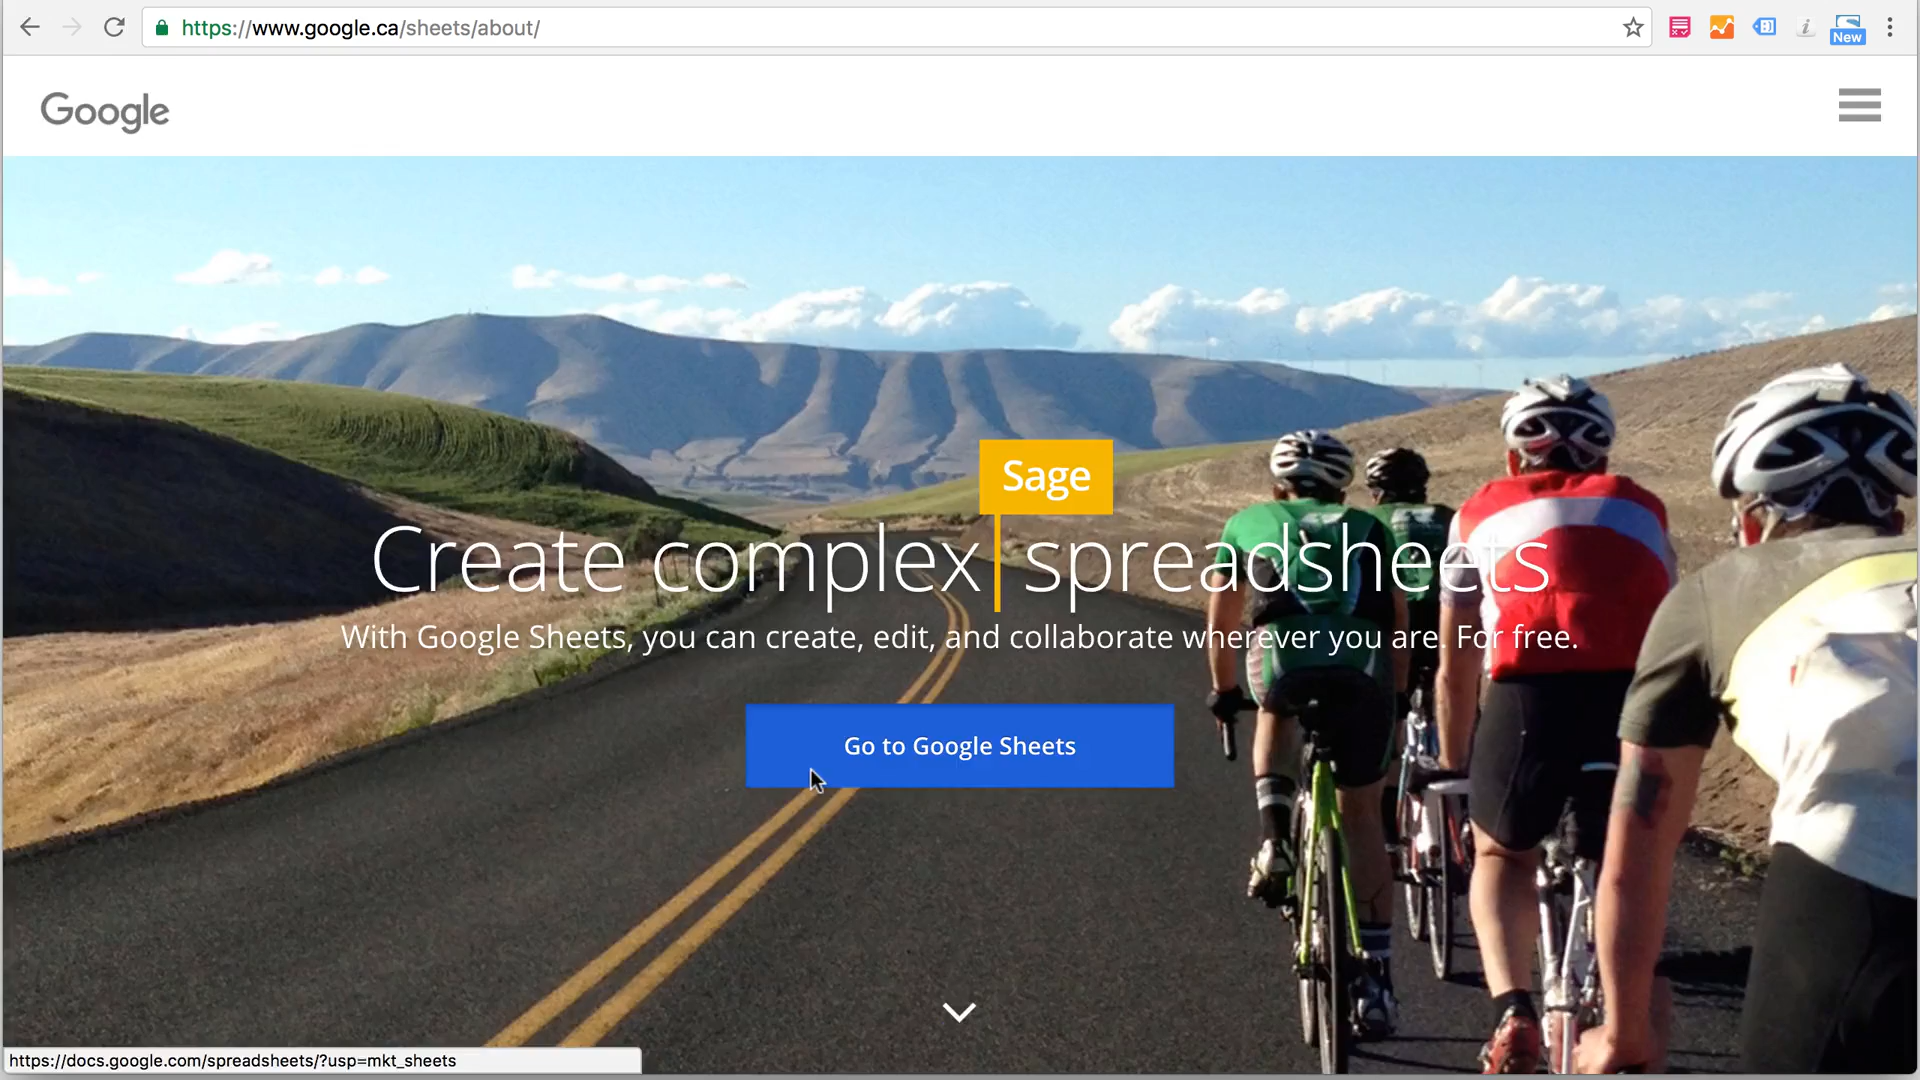 https://www.google.ca/sheets/about/
New
Google
Sage
Create complex spreadsheets
With Google Sheets, you can create, edit, and collaborate wherever you are. For free.
Go to Google Sheets
https://docs.google.com/spreadsheets/?usp=mkt_sheets